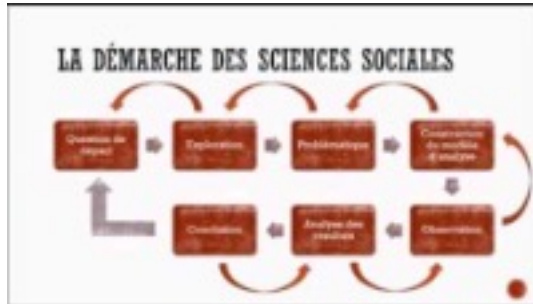 LA DÉMARCHE DES SCIENCES SOCIALES
Question de
départ
Exploration
Problématique
Construction
du modèle
d'analyse
Conclusion
Analyse des
résultats
Observation